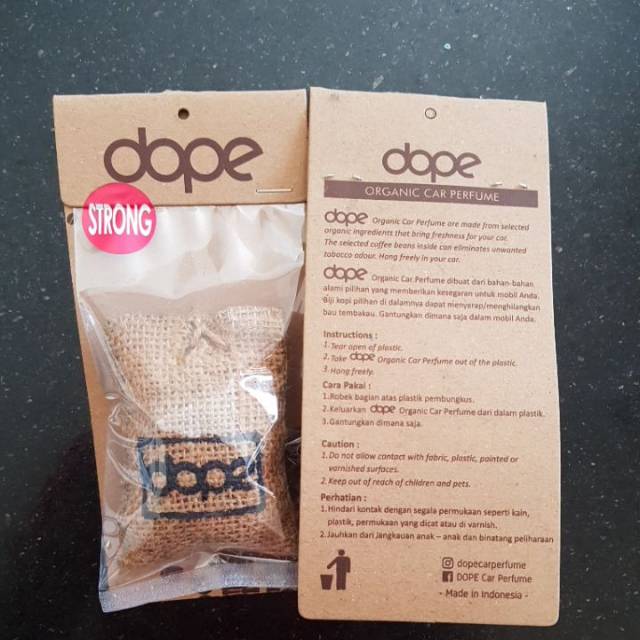 dope
STRONG
dope
dope
ORGANIC CAR PERFUME
dope Organic Car Perfume are made from selected
organic ingredients that bring freshness for your car.
The selected coffee beans inside can eliminates unwanted
tobacco odour. Hang freely in your car.
dope Organic Car Perfume dibuat dari bahan-bahan
alami pilihan yang memberikan kesegaran untuk mobil Anda.
Biji kopi pilihan di dalamnya dapat menyerap/menghilangkan
bau tembakau. Gantungkan dimana saja dalam mobil Anda.
Instructions :
1. Tear open of plastic.
2. Take dope Organic Car Perfume out of the plastic.
3. Hang freely.
Cara Pakai :
1.Robek bagian atas plastik pembungkus.
2.Keluarkan dope Organic Car Perfume dari dalam plastik.
3.Gantungkan dimana saja.
Caution :
1. Do not allow contact with fabric, plastic, painted or
varnished surfaces.
2. Keep out of reach of children and pets.
Perhatian :
1. Hindari kontak dengan segala permukaan seperti kain,
plastik, permukaan yang dicat atau di varnish.
2. Jauhkan dari Jangkauan anak – anak dan binatang peliharaan
dopecarperfume
DOPE Car Perfume
- Made in Indonesia -